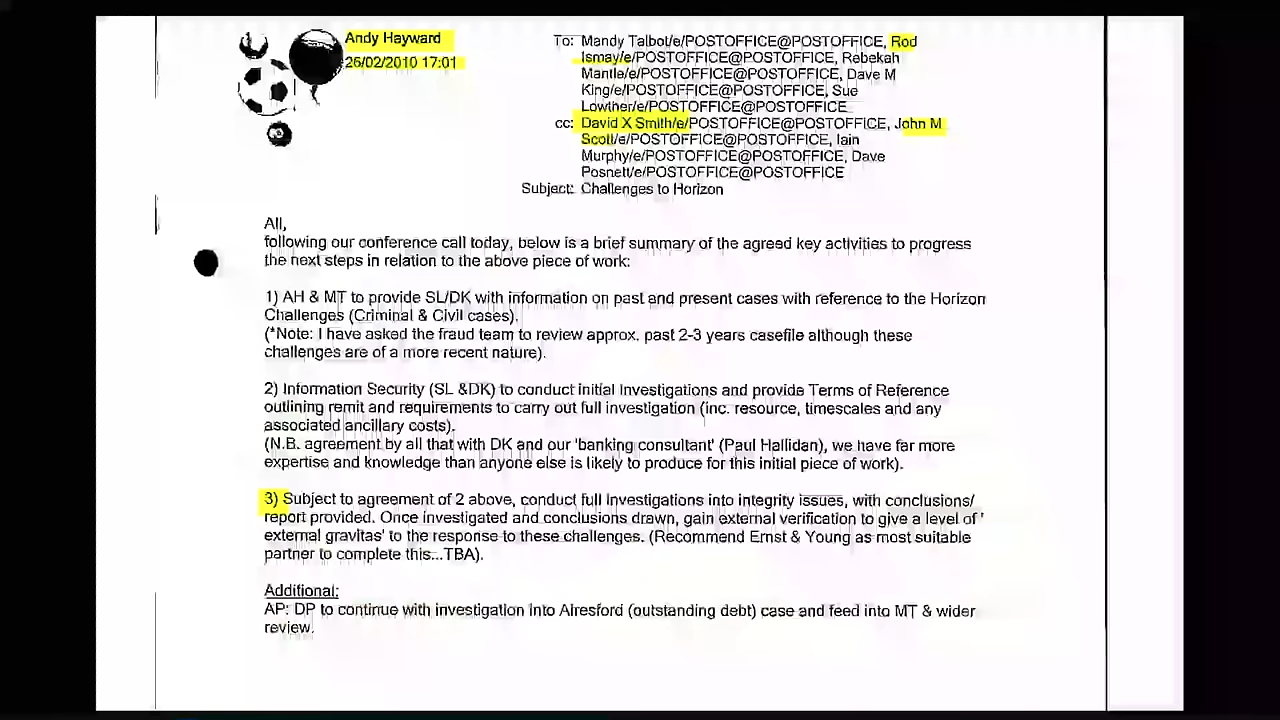 Andy Hayward
26/02/2010 17:01
To: Mandy Talbot/e/POSTOFFICE@POSTOFFICE, Rod
Ismay/e/POSTOFFICE@POSTOFFICE, Rebekah
Mantle/e/POSTOFFICE@POSTOFFICE, Dave M
King/e/POSTOFFICE@POSTOFFICE, Sue
Lowther/e/POSTOFFICE@POSTOFFICE
cc: David X Smith/e/POSTOFFICE@POSTOFFICE, John M
Scott/e/POSTOFFICE@POSTOFFICE, Iain
Murphy/e/POSTOFFICE@POSTOFFICE, Dave
Posnett/e/POSTOFFICE@POSTOFFICE
Subject: Challenges to Horizon
All,
following our conference call today, below is a brief summary of the agreed key activities to progress
the next steps in relation to the above piece of work:
1) AH & MT to provide SL/DK with information on past and present cases with reference to the Horizon
Challenges (Criminal & Civil cases).
(*Note: I have asked the fraud team to review approx. past 2-3 years casefile although these
challenges are of a more recent nature).
2) Information Security (SL &DK) to conduct initial investigations and provide Terms of Reference
outlining remit and requirements to carry out full investigation (inc. resource, timescales and any
associated ancillary costs).
(N.B. agreement by all that with DK and our 'banking consultant' (Paul Hallidan), we have far more
expertise and knowledge than anyone else is likely to produce for this initial piece of work).
3) Subject to agreement of 2 above, conduct full investigations into integrity issues, with conclusions/
report provided. Once investigated and conclusions drawn, gain external verification to give a level of '
external gravitas' to the response to these challenges. (Recommend Ernst & Young as most suitable
partner to complete this...TBA).
Additional:
AP: DP to continue with investigation into Alresford (outstanding debt) case and feed into MT & wider
review.